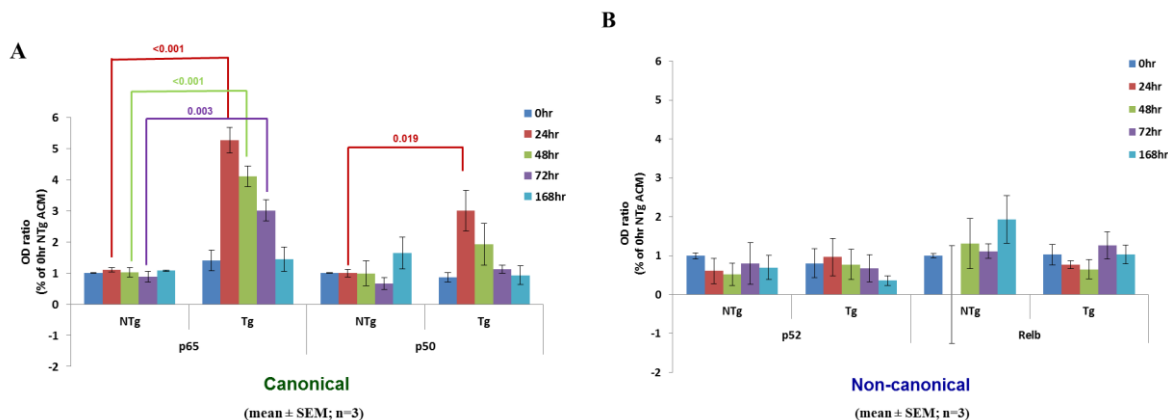 A
<0.001
<0.001
0.003
0.019
OD ratio
(% of 0hr NTg ACM)
6
5
4
3
2
1
0
-1
-2
0hr
24hr
48hr
72hr
168hr
NTg
Tg
NTg
Tg
p65
p50
Canonical
(mean ± SEM; n=3)
B
OD ratio
(% of 0hr NTg ACM)
6
5
4
3
2
1
0
-1
-2
0hr
24hr
48hr
72hr
168hr
NTg
Tg
NTg
Tg
p52
Relb
Non-canonical
(mean ± SEM; n=3)